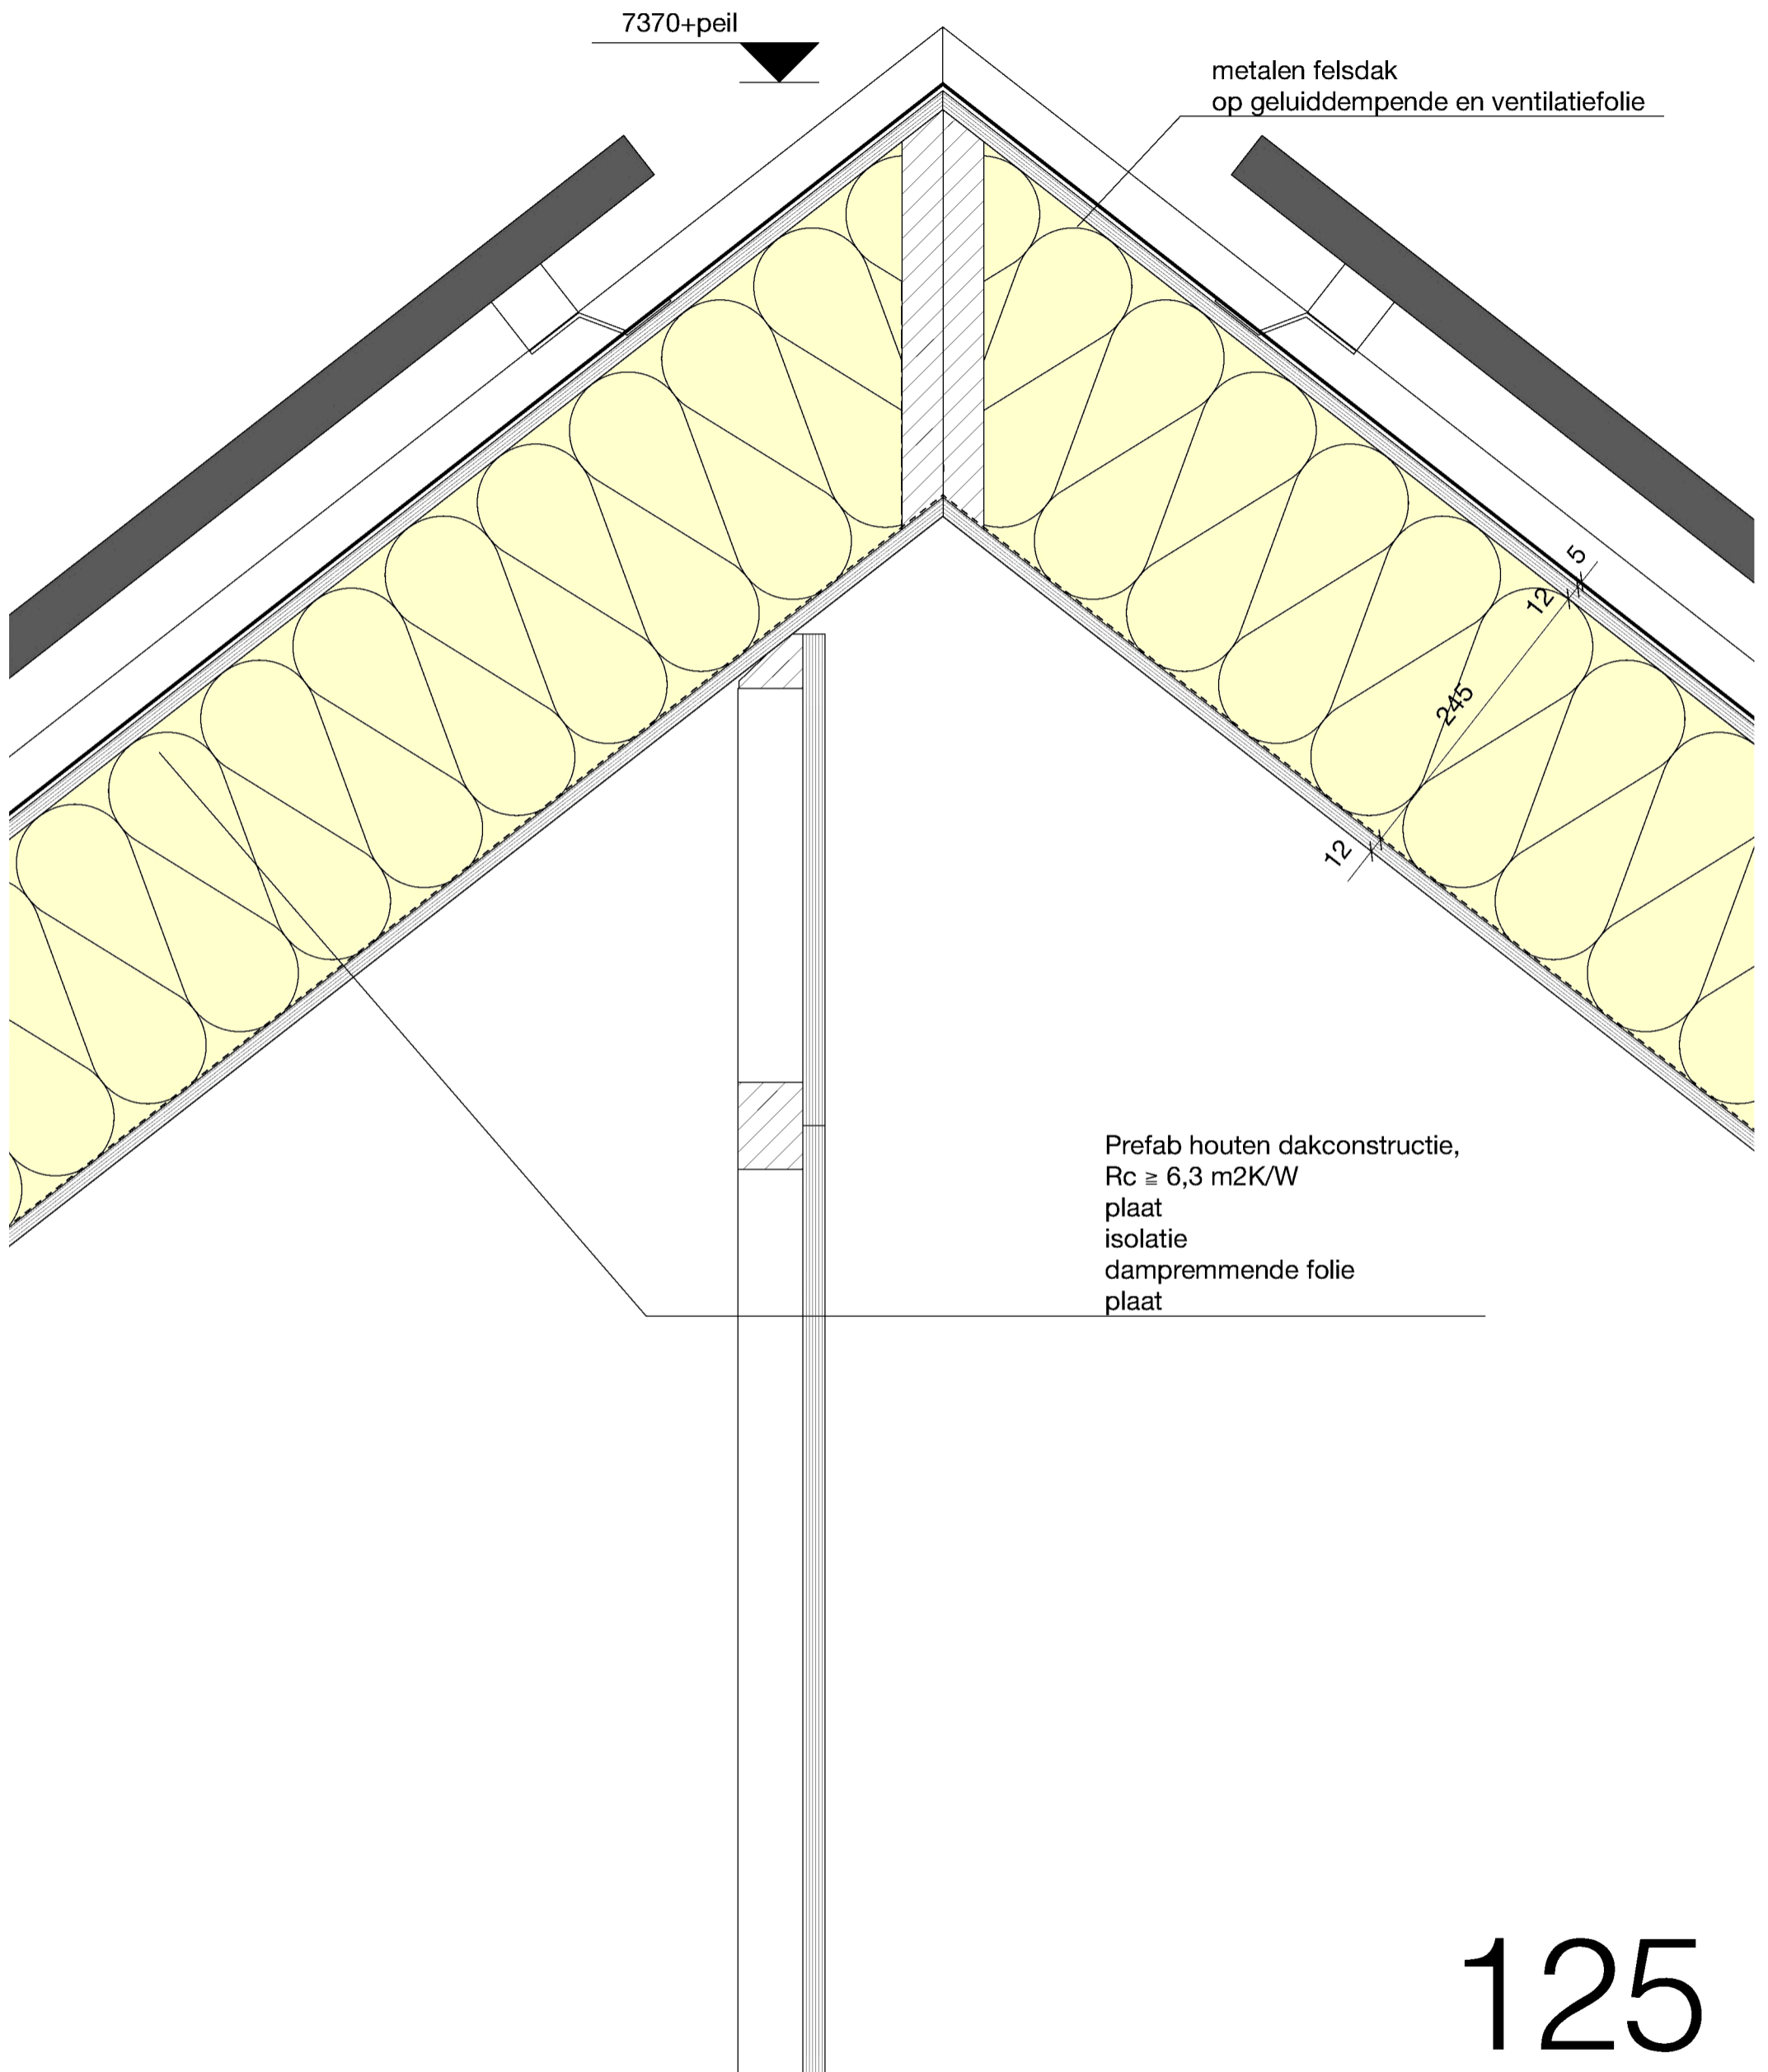 7370+peil
metalen felsdak
op geluiddempende en ventilatiefolie
5
12
245
12
Prefab houten dakconstructie,
Rc ≧ 6,3 m2K/W
plaat
isolatie
dampremmende folie
plaat
125